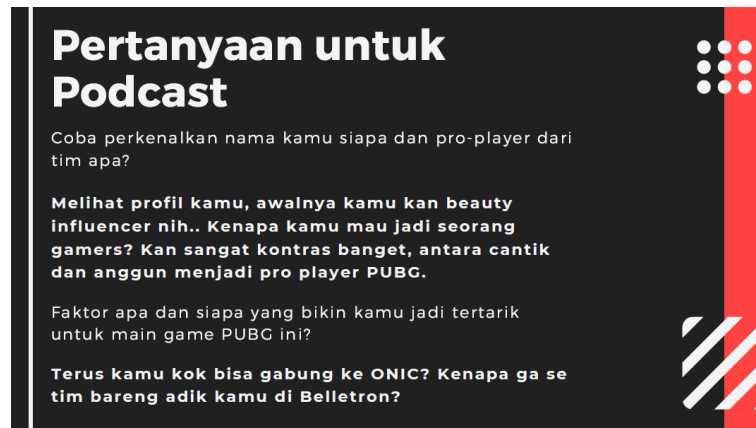 Pertanyaan untuk
Podcast
Coba perkenalkan nama kamu siapa dan pro-player dari
tim apa?
Melihat profil kamu, awalnya kamu kan beauty
influencer nih.. Kenapa kamu mau jadi seorang
gamers? Kan sangat kontras banget, antara cantik
dan anggun menjadi pro player PUBG.
Faktor apa dan siapa yang bikin kamu jadi tertarik
untuk main game PUBG ini?
Terus kamu kok bisa gabung ke ONIC? Kenapa ga se
tim bareng adik kamu di Belletron?